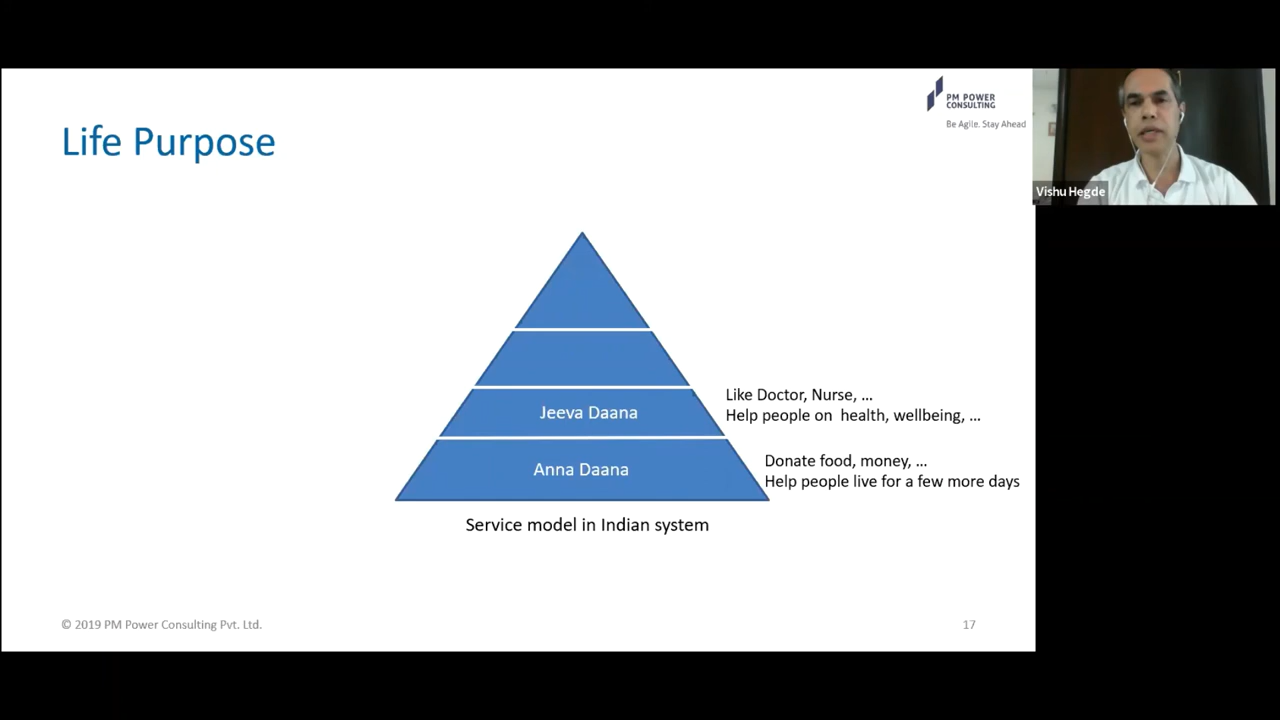 PM POWER
CONSULTING
Be Agile. Stay Ahead
Life Purpose
Vishu Hegde
Jeeva Daana
Like Doctor, Nurse, ...
Help people on health, wellbeing, ...
Anna Daana
Donate food, money, ...
Help people live for a few more days
Service model in Indian system
© 2019 PM Power Consulting Pvt. Ltd.
17